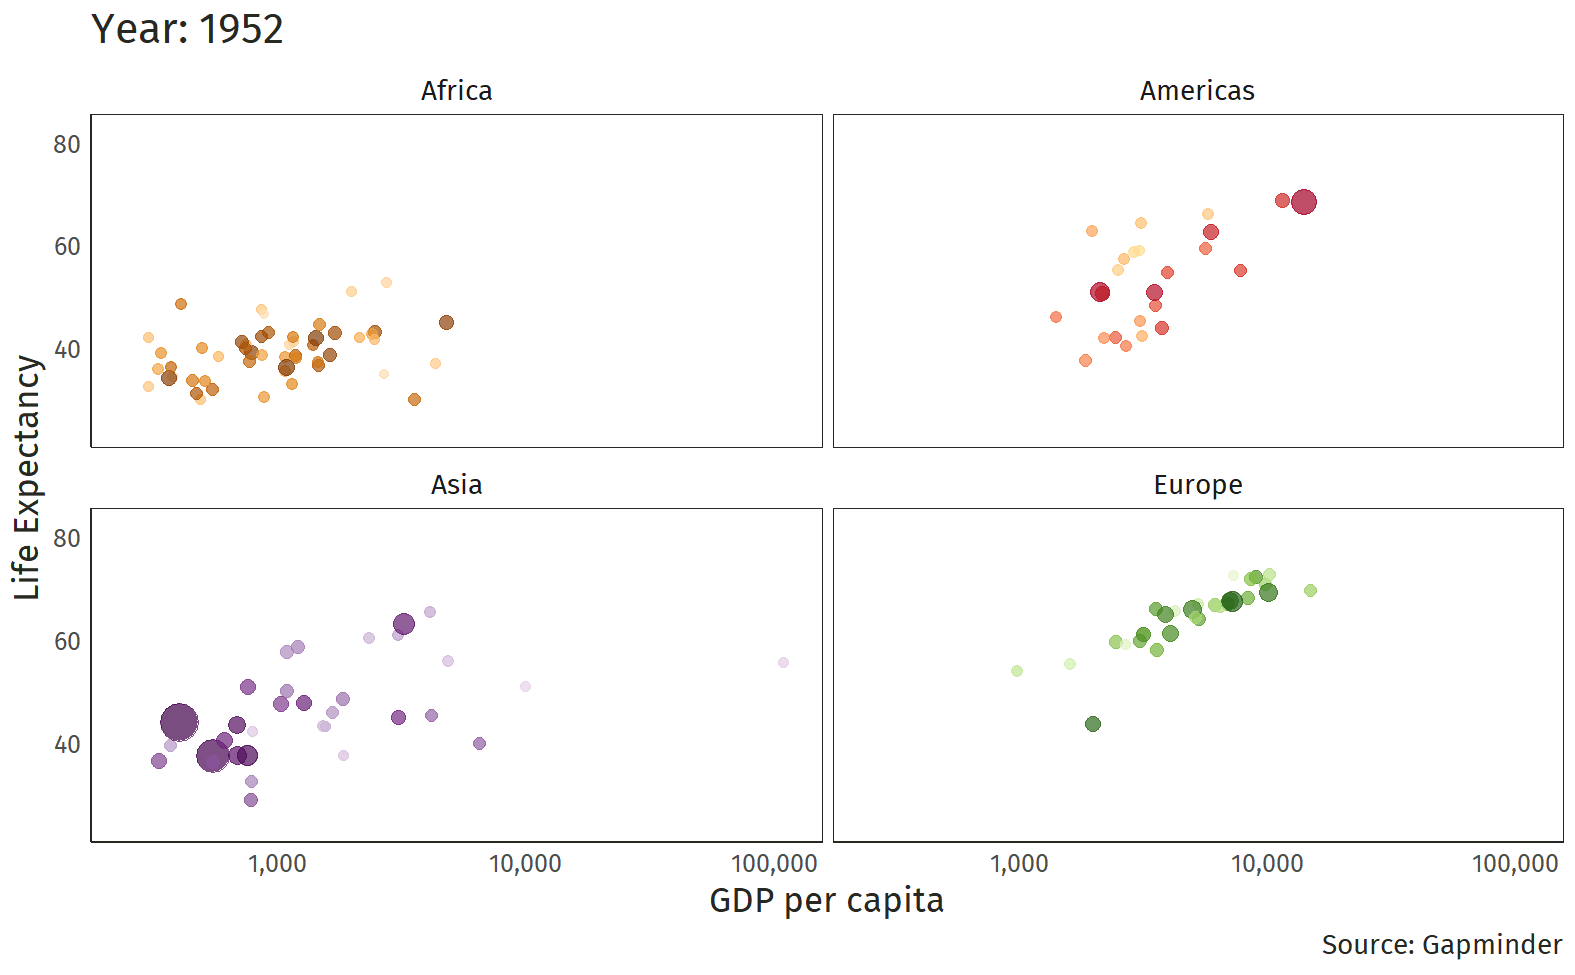 Year: 1952
Africa
Americas
80
60
40
Life Expectancy
Asia
Europe
80
60
40
1,000
10,000
100,000
1,000
10,000
100,000
GDP per capita
Source: Gapminder